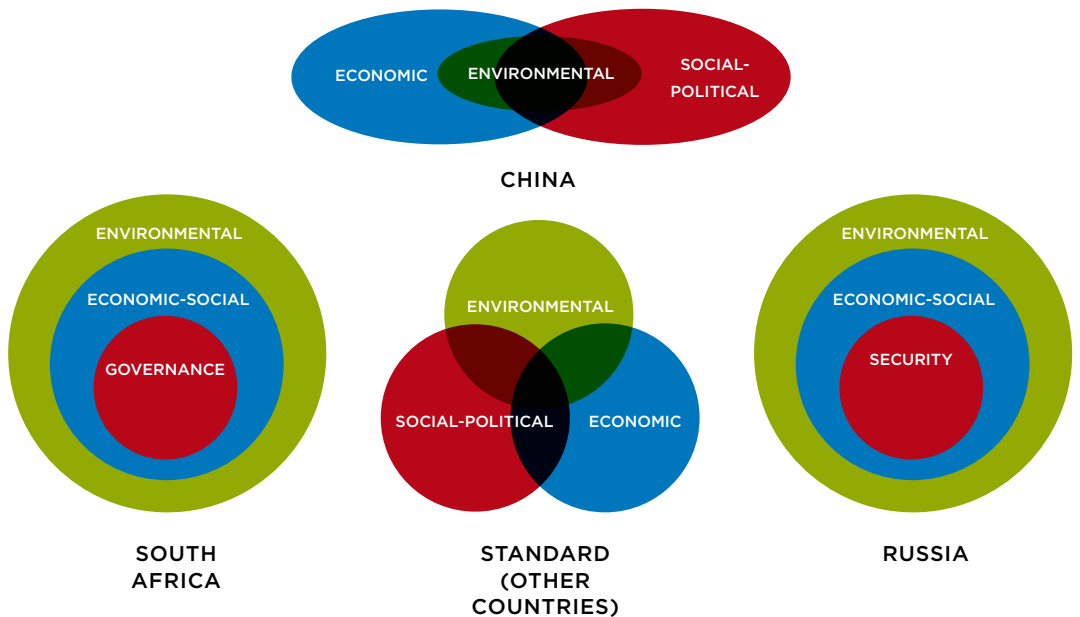 ECONOMIC
ENVIRONMENTAL
SOCIAL-
POLITICAL
CHINA
ENVIRONMENTAL
ECONOMIC-SOCIAL
GOVERNANCE
SOUTH
AFRICA
ENVIRONMENTAL
SOCIAL-POLITICAL
ECONOMIC
STANDARD
(OTHER
COUNTRIES)
ENVIRONMENTAL
ECONOMIC-SOCIAL
SECURITY
RUSSIA